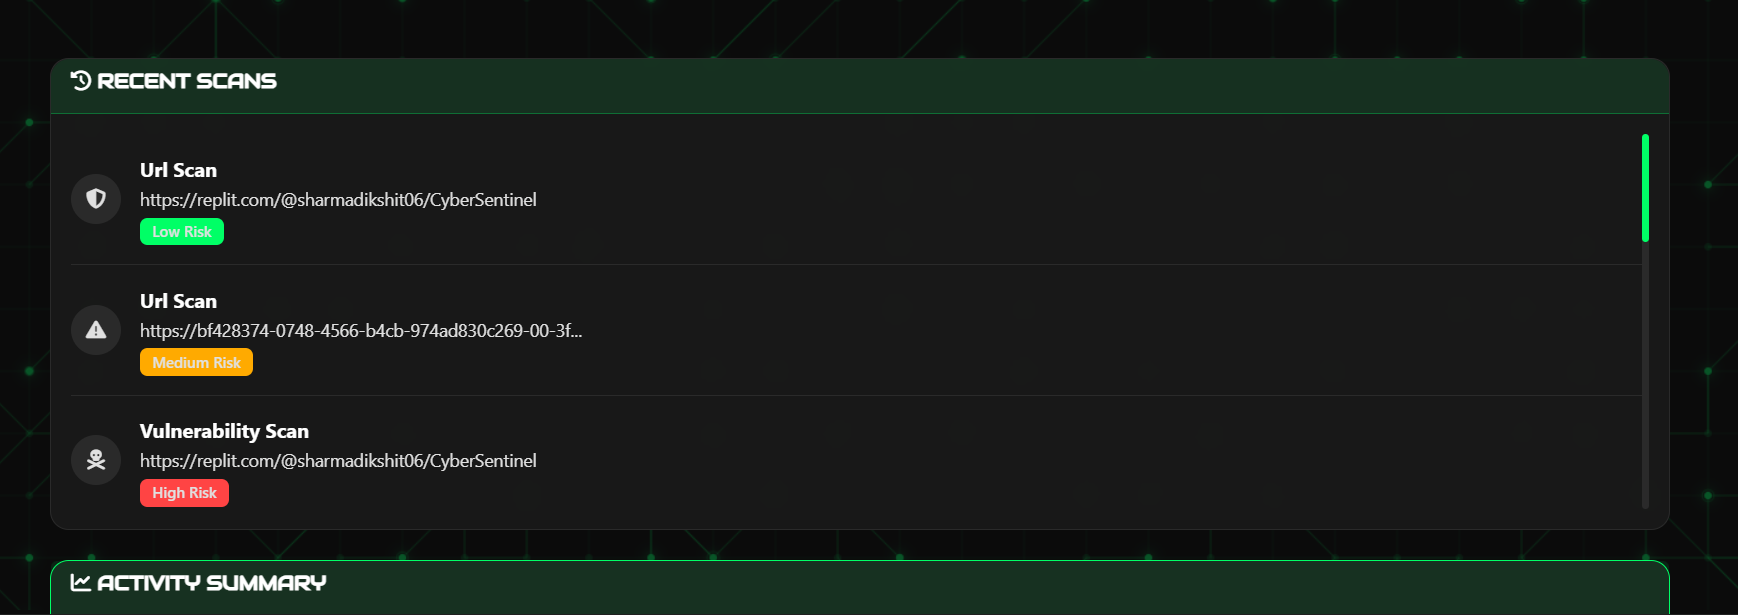 RECENT SCANS
Url Scan
https://replit.com/@sharmadikshit06/CyberSentinel
Low Risk
Url Scan
https://bf428374-0748-4566-b4cb-974ad830c269-00-3f...
Medium Risk
Vulnerability Scan
https://replit.com/@sharmadikshit06/CyberSentinel
High Risk
ACTIVITY SUMMARY